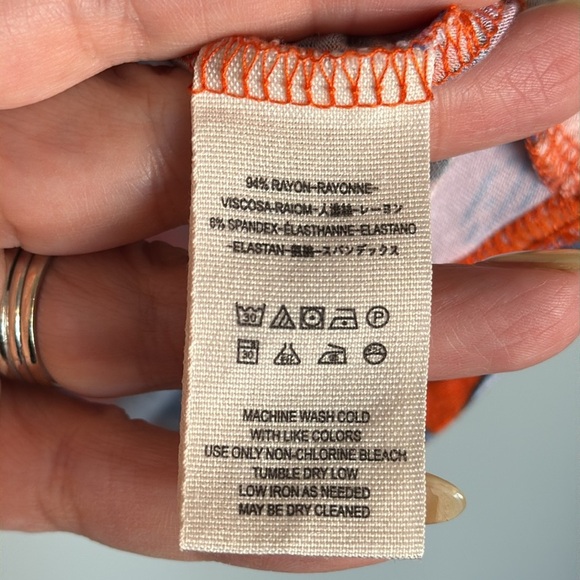 94% RAYON-RAYONNE-
VISCOSA-RAIOM-人造絲-レーヨン
6% SPANDEX-ÉLASTHANNE-ELASTANO
-ELASTAN-スパンデックス
30
P
30
MACHINE WASH COLD
WITH LIKE COLORS
USE ONLY NON-CHLORINE BLEACH
TUMBLE DRY LOW
LOW IRON AS NEEDED
MAY BE DRY CLEANED